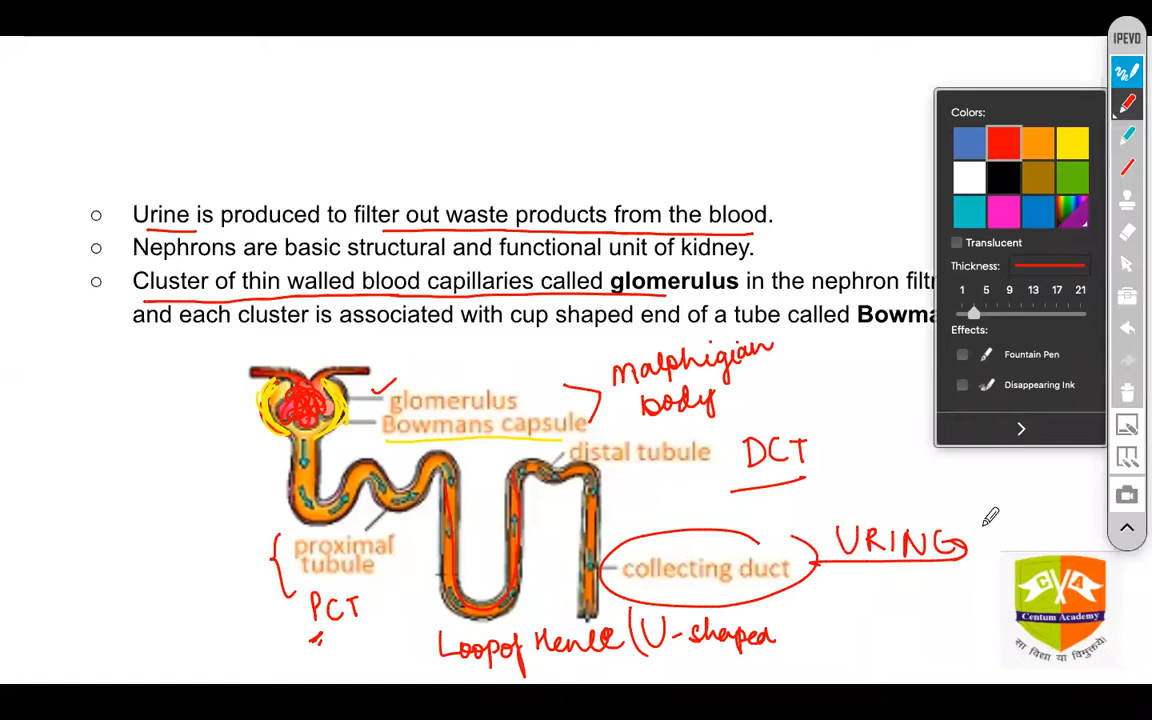 IPEVO
Colors:
Translucent
Thickness:
1 5 9 13 17 21
Effects:
Fountain Pen
Disappearing Ink
○ Urine is produced to filter out waste products from the blood.
○ Nephrons are basic structural and functional unit of kidney.
○ Cluster of thin walled blood capillaries called glomerulus in the nephron filtr
and each cluster is associated with cup shaped end of a tube called Bowma
Malphigian
body
glomerulus
Bowmans capsule
distal tubule
DCT
proximal
tubule
PCT
collecting duct
URINE
Loop of Henle (U-shaped
C A
Centum Academy
सा विद्या या विमुक्तये